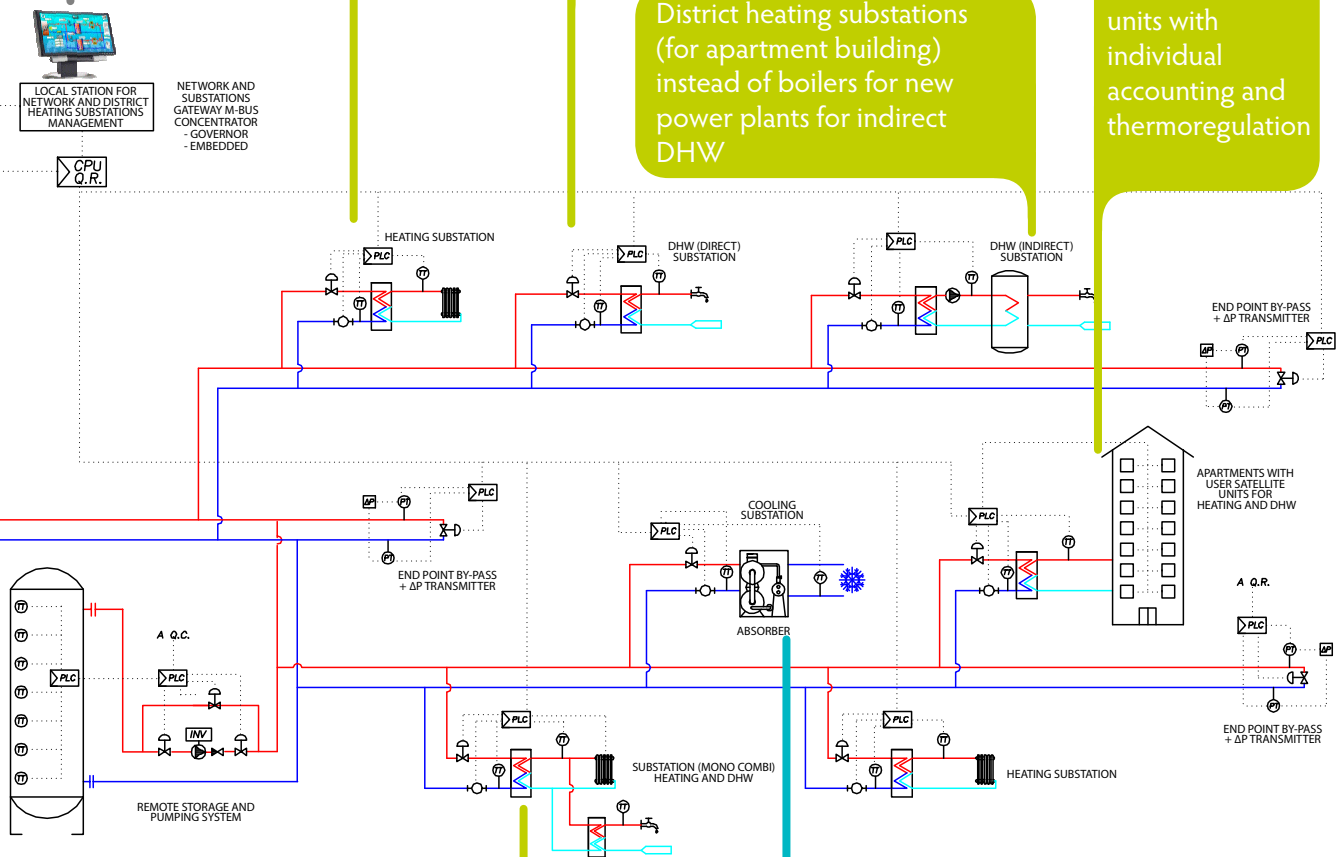 District heating substations
(for apartment building)
instead of boilers for new
power plants for indirect
DHW
units with
individual
accounting and
thermoregulation
LOCAL STATION FOR
NETWORK AND DISTRICT
HEATING SUBSTATIONS
MANAGEMENT
NETWORK AND
SUBSTATIONS
GATEWAY M-BUS
CONCENTRATOR
- GOVERNOR
- EMBEDDED
CPU
Q.R.
HEATING SUBSTATION
PLC
TT
TT
DHW (DIRECT)
SUBSTATION
PLC
TT
TT
DHW (INDIRECT)
SUBSTATION
PLC
TT
TT
END POINT BY-PASS
+ ΔP TRANSMITTER
PLC
ΔP
PT
PT
APARTMENTS WITH
USER SATELLITE
UNITS FOR
HEATING AND DHW
PLC
TT
TT
COOLING
SUBSTATION
PLC
TT
TT
ABSORBER
PLC
ΔP
PT
PT
END POINT BY-PASS
+ ΔP TRANSMITTER
TT
TT
TT
TT
TT
TT
TT
PLC
A Q.C.
PLC
INV
REMOTE STORAGE AND
PUMPING SYSTEM
A Q.R.
PLC
PT
ΔP
PT
END POINT BY-PASS
+ ΔP TRANSMITTER
PLC
TT
TT
SUBSTATION (MONO COMBI)
HEATING AND DHW
TT
PLC
TT
TT
HEATING SUBSTATION